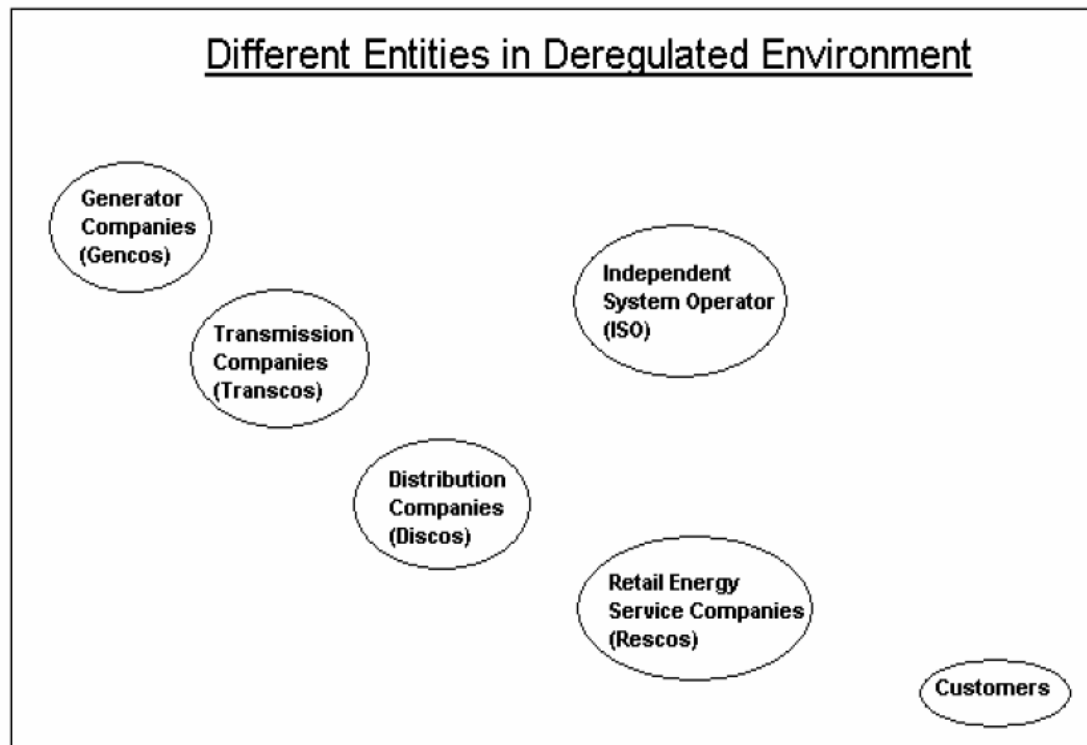 Different Entities in Deregulated Environment
Generator
Companies
(Gencos)
Independent
System Operator
(ISO)
Transmission
Companies
(Transcos)
Distribution
Companies
(Discos)
Retail Energy
Service Companies
(Rescos)
Customers